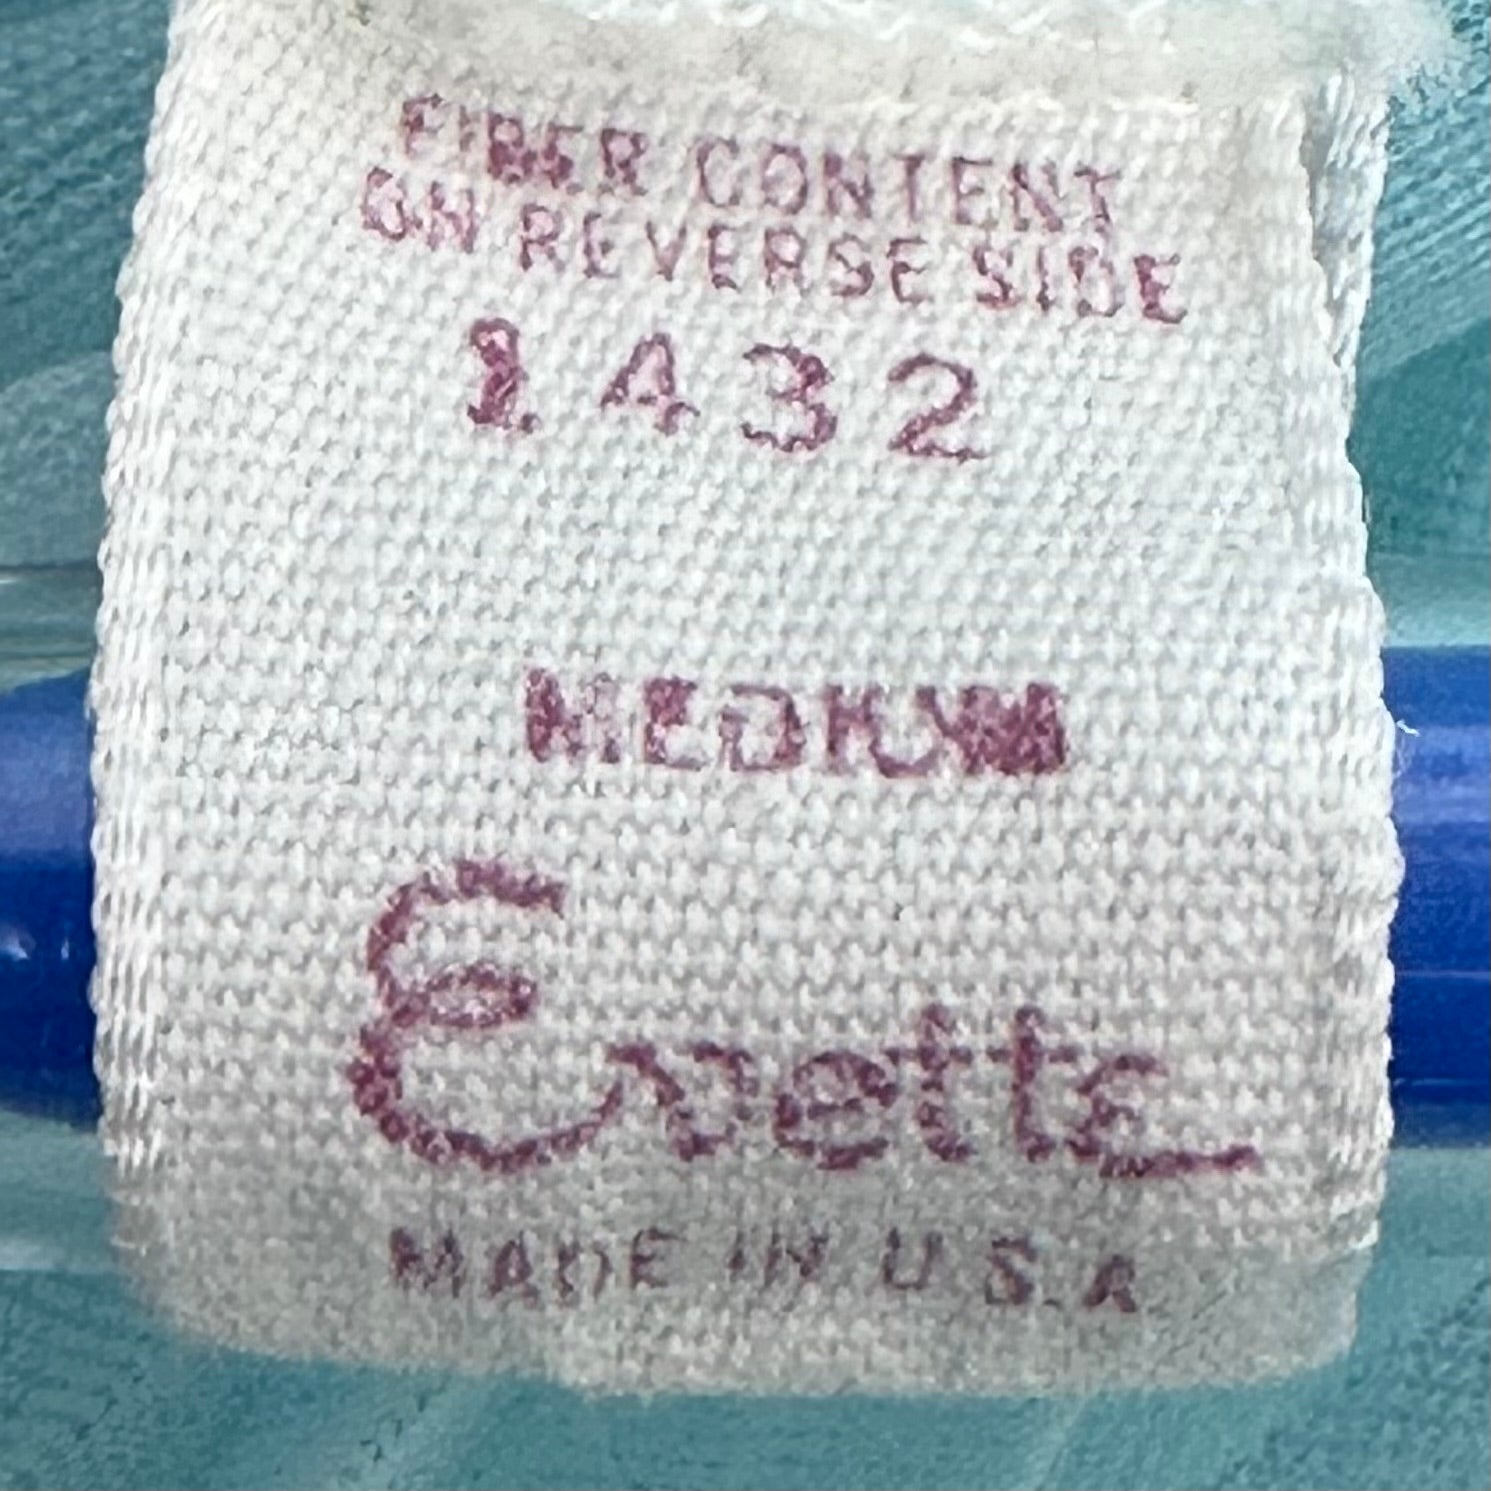 FIBER CONTENT
ON REVERSE SIDE
1432
MEDIUM
Evette
MADE IN U.S.A